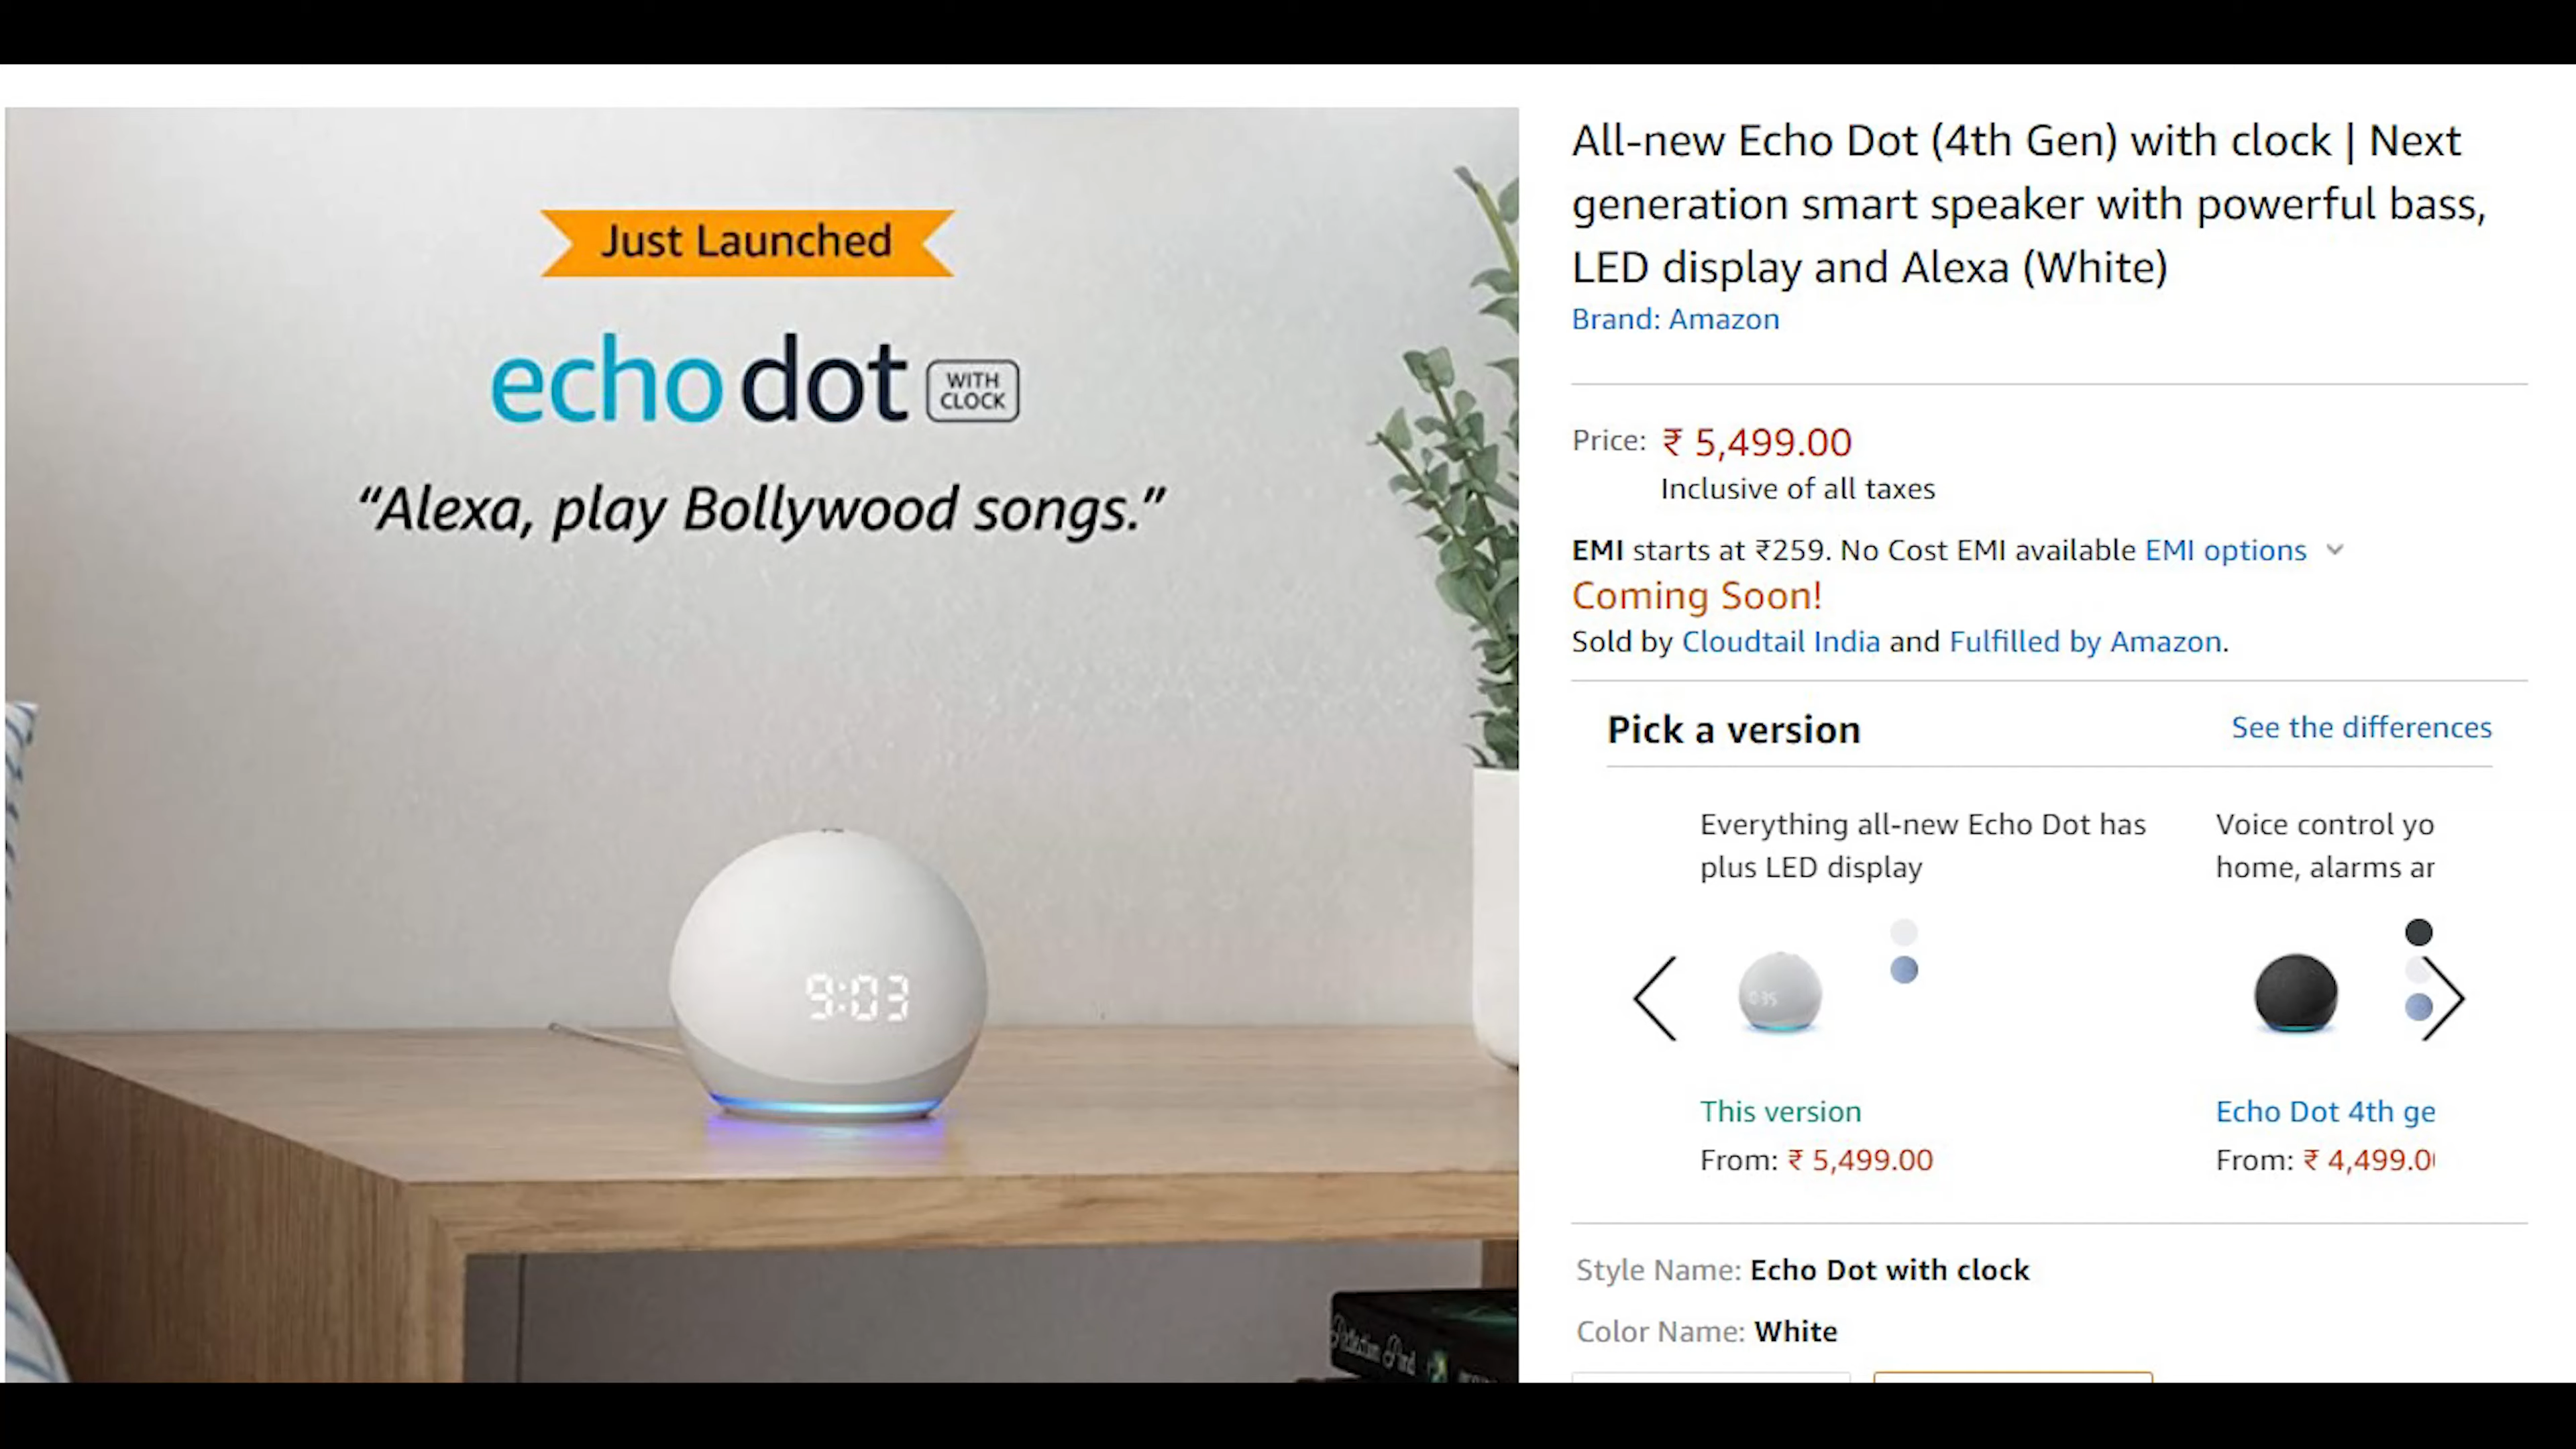 Just Launched
echo dot WITH CLOCK
“Alexa, play Bollywood songs.”
9:03
All-new Echo Dot (4th Gen) with clock | Next
generation smart speaker with powerful bass,
LED display and Alexa (White)
Brand: Amazon
Price: ₹ 5,499.00
Inclusive of all taxes
EMI starts at ₹259. No Cost EMI available EMI options
Coming Soon!
Sold by Cloudtail India and Fulfilled by Amazon.
Pick a version
See the differences
Everything all-new Echo Dot has
plus LED display
Voice control yo
home, alarms ar
This version
From: ₹ 5,499.00
Echo Dot 4th ge
From: ₹ 4,499.0
Style Name: Echo Dot with clock
Color Name: White